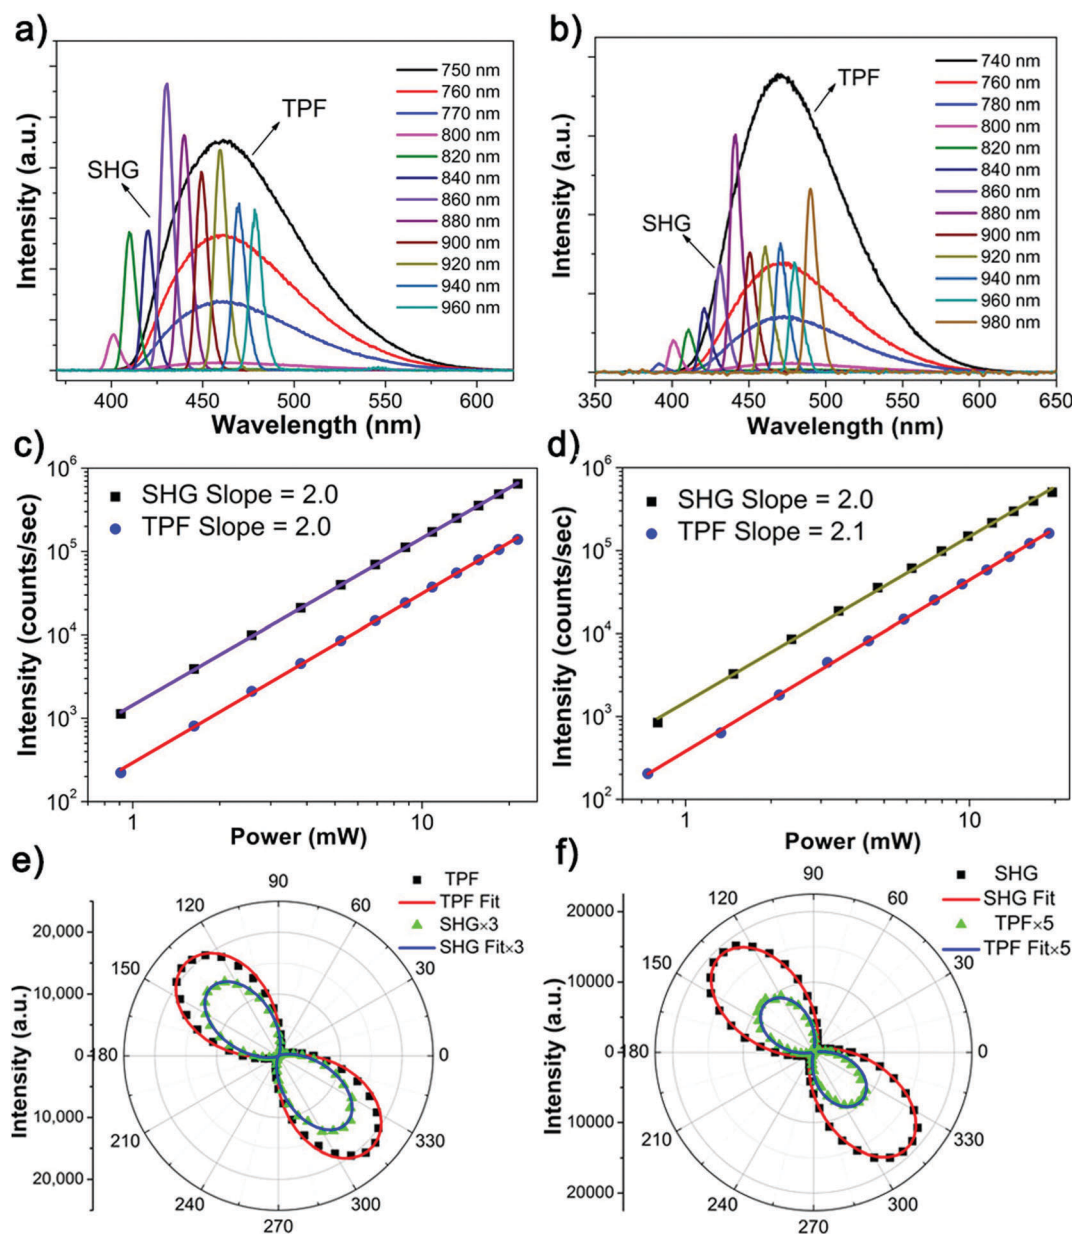 a)
750 nm
760 nm
770 nm
800 nm
820 nm
840 nm
860 nm
880 nm
900 nm
920 nm
940 nm
960 nm
SHG
TPF
Intensity (a.u.)
400 450 500 550 600
Wavelength (nm)
b)
740 nm
760 nm
780 nm
800 nm
820 nm
840 nm
860 nm
880 nm
900 nm
920 nm
940 nm
960 nm
980 nm
TPF
SHG
Intensity (a.u.)
350 400 450 500 550 600 650
Wavelength (nm)
c)
SHG Slope = 2.0
TPF Slope = 2.0
Intensity (counts/sec)
10^6
10^5
10^4
10^3
10^2
1 10
Power (mW)
d)
SHG Slope = 2.0
TPF Slope = 2.1
Intensity (counts/sec)
10^6
10^5
10^4
10^3
10^2
1 10
Power (mW)
e)
TPF
TPF Fit
SHG×3
SHG Fit×3
Intensity (a.u.)
20,000
10,000
0
10,000
20,000
90
60
30
0
330
300
270
240
210
180
150
120
f)
SHG
SHG Fit
TPF×5
TPF Fit×5
Intensity (a.u.)
20000
10000
0
10000
20000
90
60
30
0
330
300
270
240
210
180
150
120